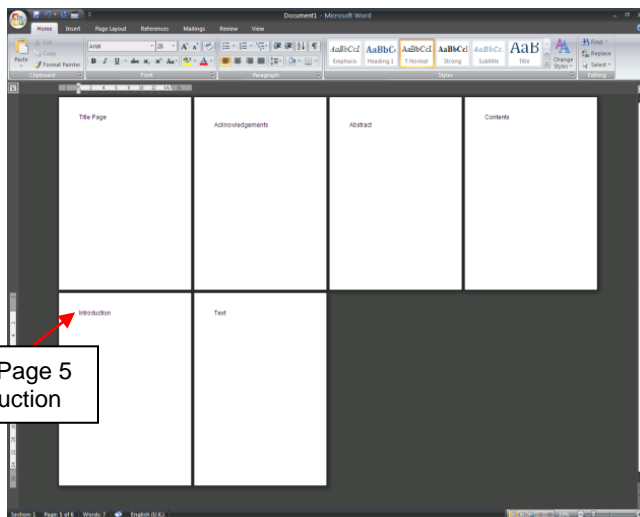 Document1 - Microsoft Word
Home Insert Page Layout References Mailings Review View
Cut
Copy
Paste
Format Painter
Clipboard
Arial
28
Font
Paragraph
AaBbCcI AaBbC AaBbCcI AaBbCcl AaBbCc. AaB
Emphasis Heading 1 ¶ Normal Strong Subtitle Title
Change Styles
Styles
Find
Replace
Select
Editing
Title Page
Acknowledgements
Abstract
Contents
Introduction
Text
Page 5
uction
Section: 1 Page: 5 of 6 Words: 7 English (U.K.)